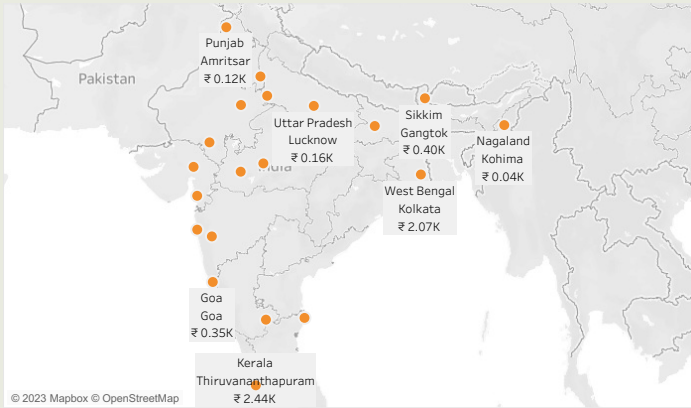 Punjab
Amritsar
₹ 0.12K
Pakistan
Uttar Pradesh
Lucknow
₹ 0.16K
Sikkim
Gangtok
₹ 0.40K
Nagaland
Kohima
₹ 0.04K
India
West Bengal
Kolkata
₹ 2.07K
Goa
Goa
₹ 0.35K
Kerala
Thiruvananthapuram
₹ 2.44K
© 2023 Mapbox © OpenStreetMap